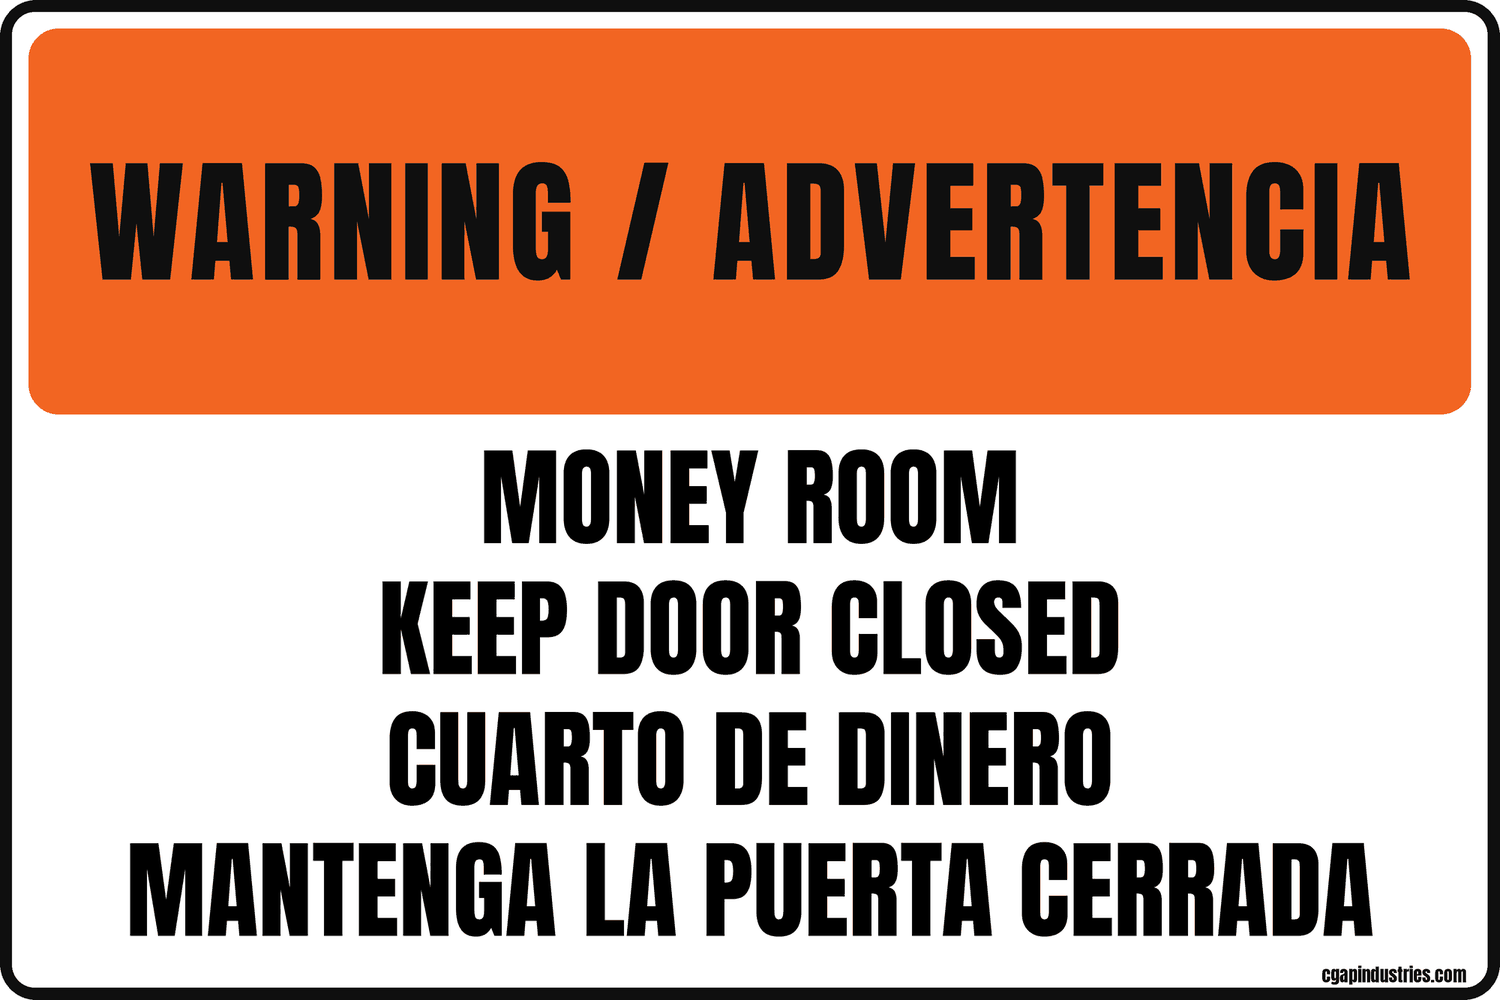 WARNING / ADVERTENCIA
MONEY ROOM
KEEP DOOR CLOSED
CUARTO DE DINERO
MANTENGA LA PUERTA CERRADA
cgapindustries.com